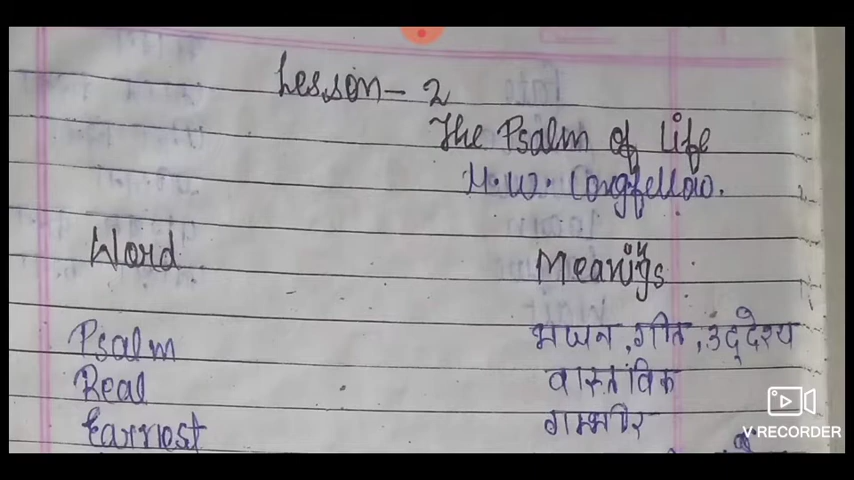 Lesson - 2
The Psalm of Life
H. W. Longfellow.
Word Meanings
Psalm भजन, गीत, उद्देश्य
Real वास्तविक
Earnest गम्भीर
V RECORDER